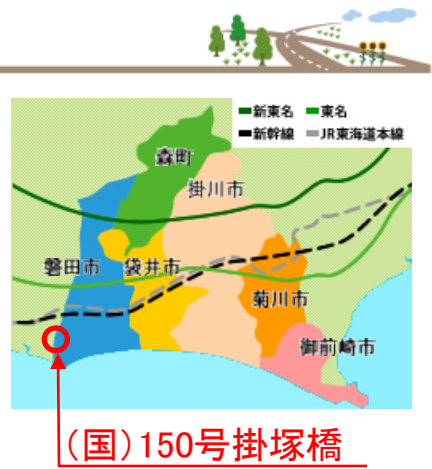 新東名 東名
新幹線 JR東海道本線
森町
掛川市
磐田市 袋井市
菊川市
御前崎市
(国)150号掛塚橋